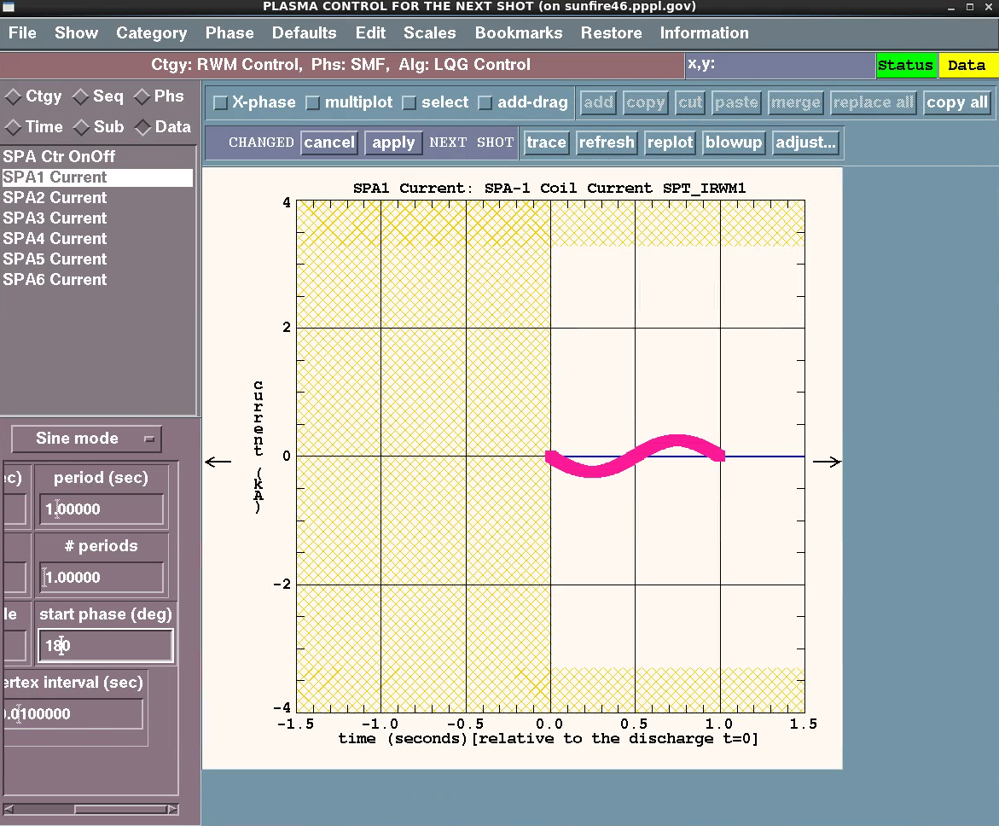 PLASMA CONTROL FOR THE NEXT SHOT (on sunfire46.pppl.gov)
File Show Category Phase Defaults Edit Scales Bookmarks Restore Information
Ctgy: RWM Control, Phs: SMF, Alg: LQG Control
x,y:
Status Data
Ctgy Seq Phs
Time Sub Data
X-phase multiplot select add-drag add copy cut paste merge replace all copy all
CHANGED cancel apply NEXT SHOT trace refresh replot blowup adjust...
SPA Ctr OnOff
SPA1 Current
SPA2 Current
SPA3 Current
SPA4 Current
SPA5 Current
SPA6 Current
Sine mode
ec) period (sec)
1.00000
# periods
1.00000
le start phase (deg)
180
ertex interval (sec)
0.0100000
SPA1 Current: SPA-1 Coil Current SPT_IRWM1
4
2
0
-2
-4
current (kA)
-1.5 -1.0 -0.5 0.0 0.5 1.0 1.5
time (seconds)[relative to the discharge t=0]